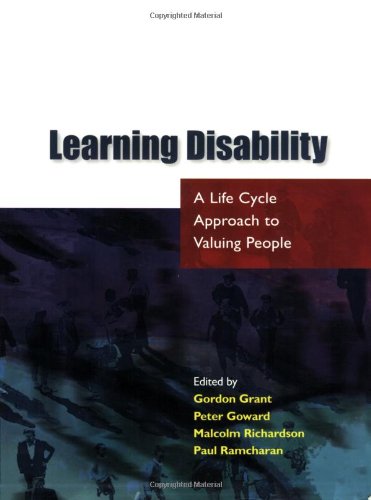 Copyrighted Material
Learning Disability
A Life Cycle
Approach to
Valuing People
Edited by
Gordon Grant
Peter Goward
Malcolm Richardson
Paul Ramcharan
Copyrighted Material